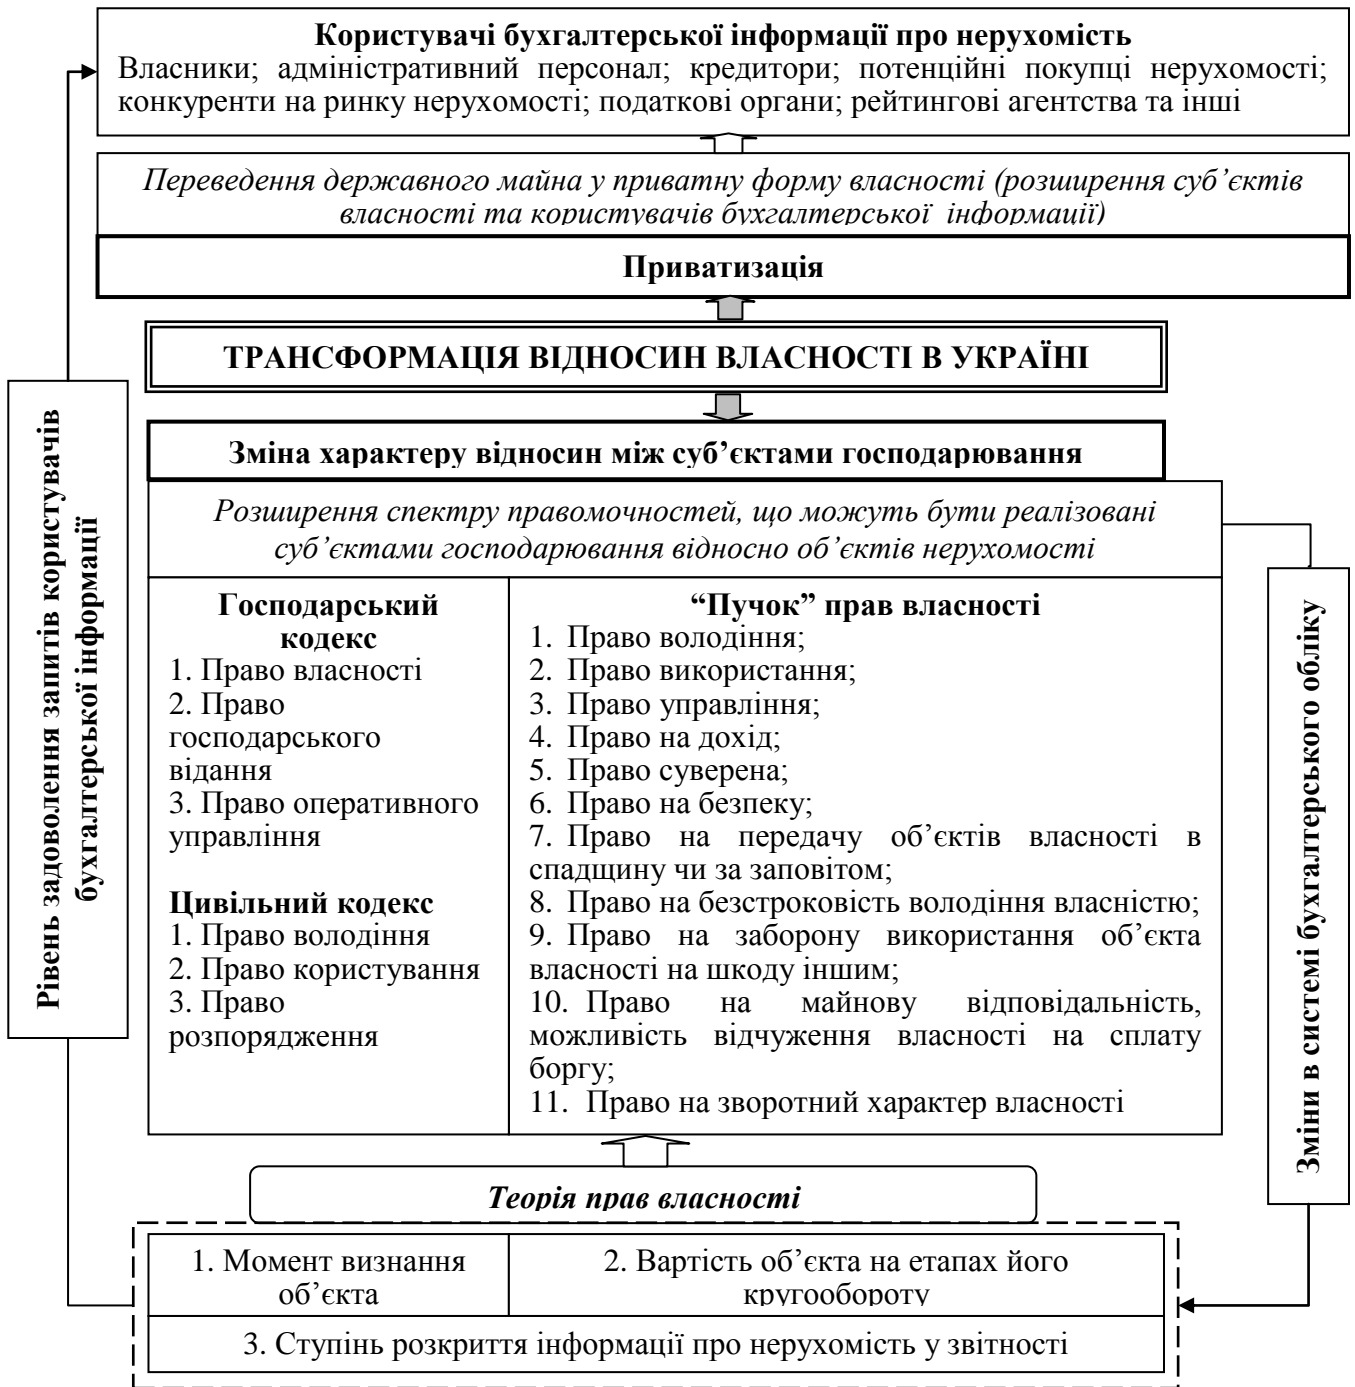 Користувачі бухгалтерської інформації про нерухомість
Власники; адміністративний персонал; кредитори; потенційні покупці нерухомості;
конкуренти на ринку нерухомості; податкові органи; рейтингові агентства та інші
Переведення державного майна у приватну форму власності (розширення суб’єктів
власності та користувачів бухгалтерської інформації)
Приватизація
ТРАНСФОРМАЦІЯ ВІДНОСИН ВЛАСНОСТІ В УКРАЇНІ
Зміна характеру відносин між суб’єктами господарювання
Розширення спектру правомочностей, що можуть бути реалізовані
суб’єктами господарювання відносно об’єктів нерухомості
Господарський
кодекс
1. Право власності
2. Право
господарського
відання
3. Право оперативного
управління
Цивільний кодекс
1. Право володіння
2. Право користування
3. Право
розпорядження
“Пучок” прав власності
1. Право володіння;
2. Право використання;
3. Право управління;
4. Право на дохід;
5. Право суверена;
6. Право на безпеку;
7. Право на передачу об’єктів власності в
спадщину чи за заповітом;
8. Право на безстроковість володіння власністю;
9. Право на заборону використання об’єкта
власності на шкоду іншим;
10. Право на майнову відповідальність,
можливість відчуження власності на сплату
боргу;
11. Право на зворотний характер власності
Теорія прав власності
1. Момент визнання
об’єкта
2. Вартість об’єкта на етапах його
кругообороту
3. Ступінь розкриття інформації про нерухомість у звітності
Рівень задоволення запитів користувачів
бухгалтерської інформації
Зміни в системі бухгалтерського обліку